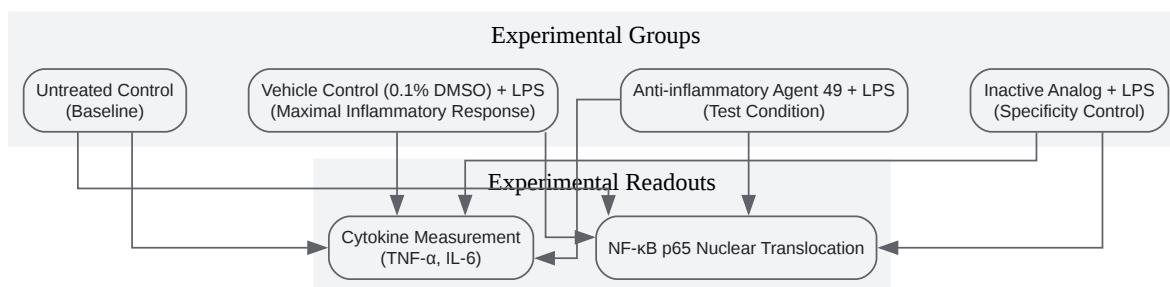 Experimental Groups
Untreated Control
(Baseline)
Vehicle Control (0.1% DMSO) + LPS
(Maximal Inflammatory Response)
Anti-inflammatory Agent 49 + LPS
(Test Condition)
Inactive Analog + LPS
(Specificity Control)
Experimental Readouts
Cytokine Measurement
(TNF-α, IL-6)
NF-κB p65 Nuclear Translocation